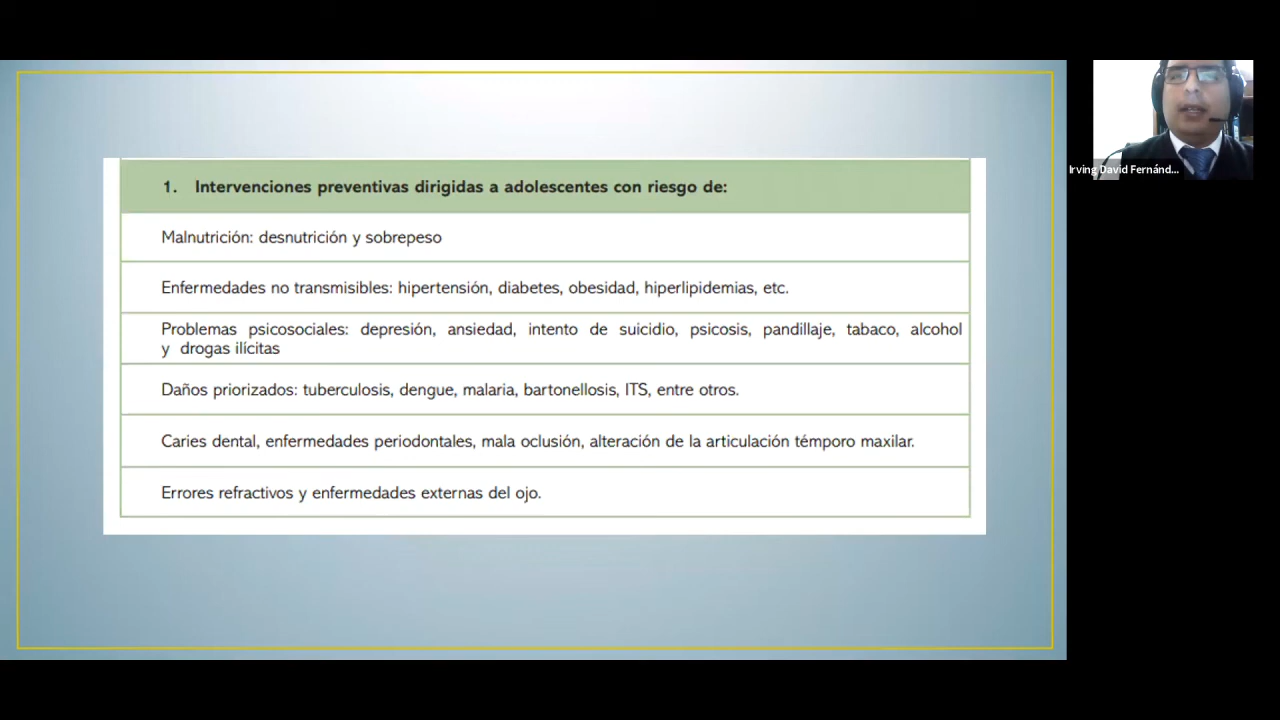 1. Intervenciones preventivas dirigidas a adolescentes con riesgo de:
Malnutrición: desnutrición y sobrepeso
Enfermedades no transmisibles: hipertensión, diabetes, obesidad, hiperlipidemias, etc.
Problemas psicosociales: depresión, ansiedad, intento de suicidio, psicosis, pandillaje, tabaco, alcohol
y drogas ilícitas
Daños priorizados: tuberculosis, dengue, malaria, bartonellosis, ITS, entre otros.
Caries dental, enfermedades periodontales, mala oclusión, alteración de la articulación témporo maxilar.
Errores refractivos y enfermedades externas del ojo.
Irving David Fernánd...